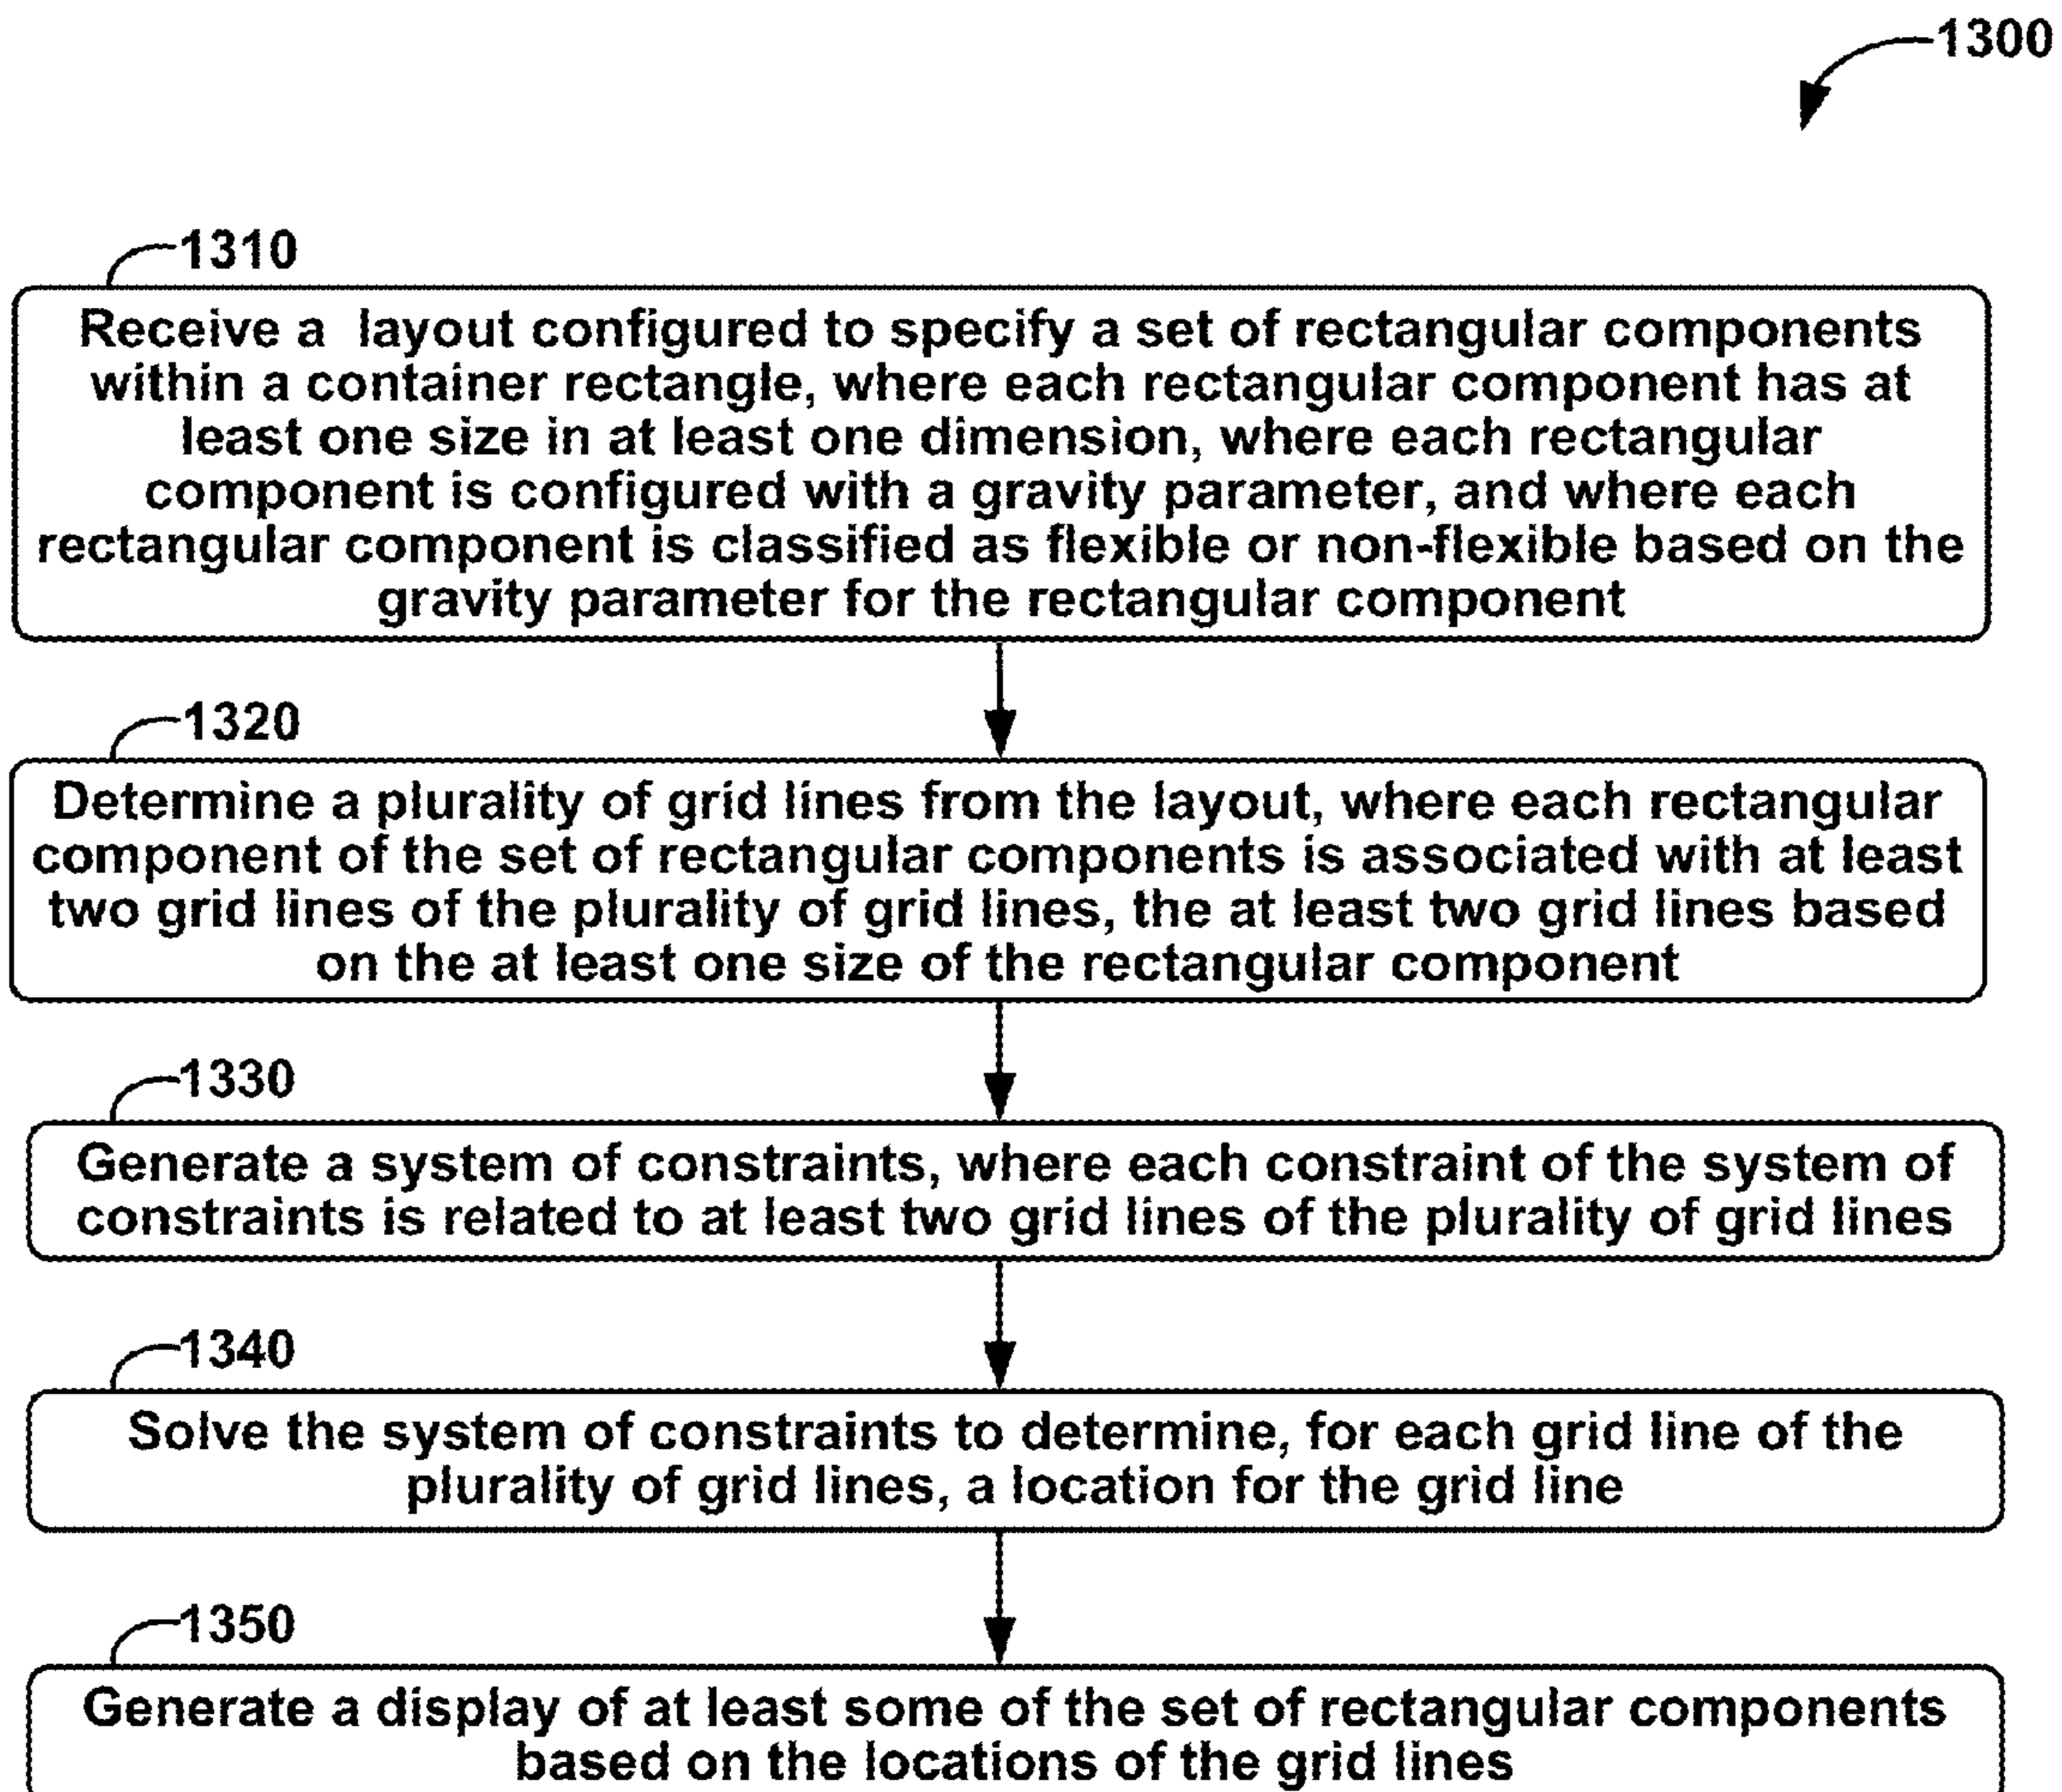 1300
1310
Receive a layout configured to specify a set of rectangular components
within a container rectangle, where each rectangular component has at
least one size in at least one dimension, where each rectangular
component is configured with a gravity parameter, and where each
rectangular component is classified as flexible or non-flexible based on the
gravity parameter for the rectangular component
1320
Determine a plurality of grid lines from the layout, where each rectangular
component of the set of rectangular components is associated with at least
two grid lines of the plurality of grid lines, the at least two grid lines based
on the at least one size of the rectangular component
1330
Generate a system of constraints, where each constraint of the system of
constraints is related to at least two grid lines of the plurality of grid lines
1340
Solve the system of constraints to determine, for each grid line of the
plurality of grid lines, a location for the grid line
1350
Generate a display of at least some of the set of rectangular components
based on the locations of the grid lines